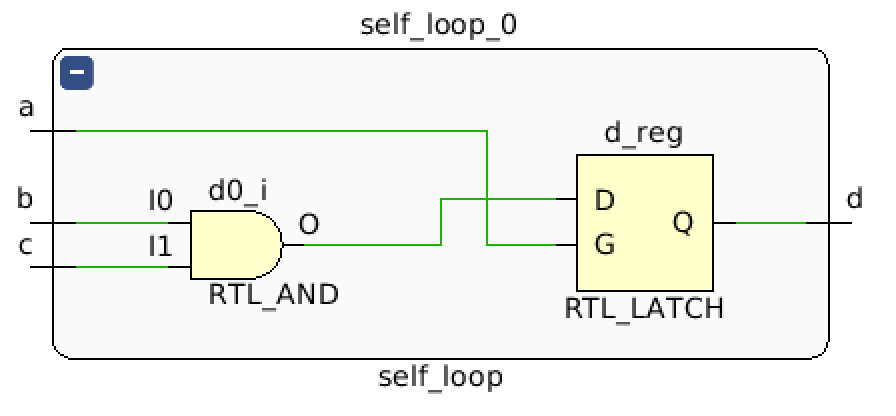 self_loop_0
a
d_reg
b
I0
d0_i
D
d
c
I1
O
G
Q
RTL_AND
RTL_LATCH
self_loop